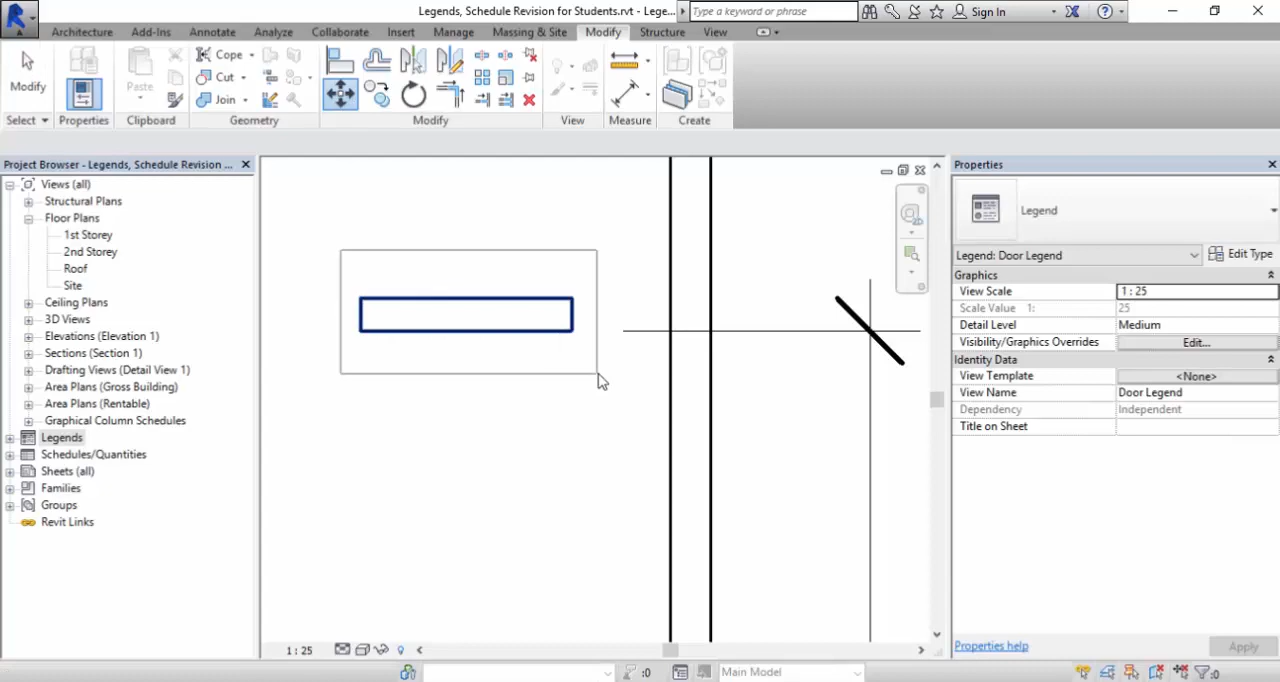 Legends, Schedule Revision for Students.rvt - Lege...
Type a keyword or phrase
Sign In
Architecture Add-Ins Annotate Analyze Collaborate Insert Manage Massing & Site Modify Structure View
Modify
Paste
Cope
Cut
Join
Select Properties Clipboard Geometry Modify View Measure Create
Project Browser - Legends, Schedule Revision ...
Views (all)
Structural Plans
Floor Plans
1st Storey
2nd Storey
Roof
Site
Ceiling Plans
3D Views
Elevations (Elevation 1)
Sections (Section 1)
Drafting Views (Detail View 1)
Area Plans (Gross Building)
Area Plans (Rentable)
Graphical Column Schedules
Legends
Schedules/Quantities
Sheets (all)
Families
Groups
Revit Links
2D
Properties
Legend
Legend: Door Legend Edit Type
Graphics
View Scale 1 : 25
Scale Value 1: 25
Detail Level Medium
Visibility/Graphics Overrides Edit...
Identity Data
View Template <None>
View Name Door Legend
Dependency Independent
Title on Sheet
Properties help Apply
1 : 25
:0 Main Model :0